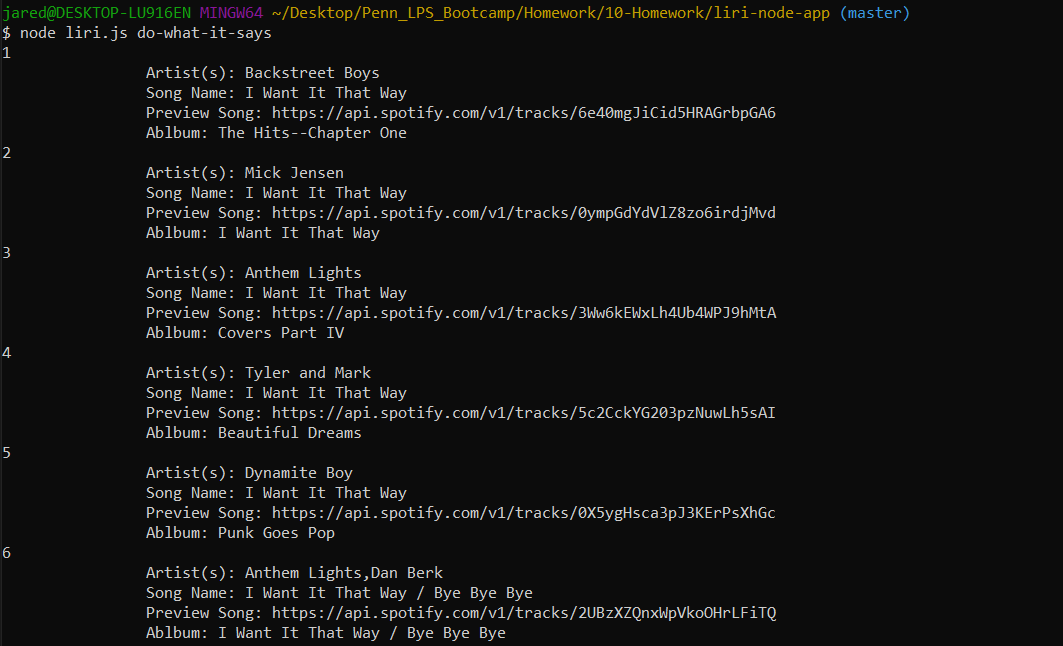 jared@DESKTOP-LU916EN MINGW64 ~/Desktop/Penn_LPS_Bootcamp/Homework/10-Homework/liri-node-app (master)
$ node liri.js do-what-it-says
1
Artist(s): Backstreet Boys
Song Name: I Want It That Way
Preview Song: https://api.spotify.com/v1/tracks/6e40mgJiCid5HRAGrbpGA6
Ablbum: The Hits--Chapter One
2
Artist(s): Mick Jensen
Song Name: I Want It That Way
Preview Song: https://api.spotify.com/v1/tracks/0ympGdYdVlZ8zo6irdjMvd
Ablbum: I Want It That Way
3
Artist(s): Anthem Lights
Song Name: I Want It That Way
Preview Song: https://api.spotify.com/v1/tracks/3Ww6kEWxLh4Ub4WPJ9hMtA
Ablbum: Covers Part IV
4
Artist(s): Tyler and Mark
Song Name: I Want It That Way
Preview Song: https://api.spotify.com/v1/tracks/5c2CckYG203pzNuwLh5sAI
Ablbum: Beautiful Dreams
5
Artist(s): Dynamite Boy
Song Name: I Want It That Way
Preview Song: https://api.spotify.com/v1/tracks/0X5ygHsca3pJ3KErPsXhGc
Ablbum: Punk Goes Pop
6
Artist(s): Anthem Lights,Dan Berk
Song Name: I Want It That Way / Bye Bye Bye
Preview Song: https://api.spotify.com/v1/tracks/2UBzXZQnxWpVkoOHrLFiTQ
Ablbum: I Want It That Way / Bye Bye Bye